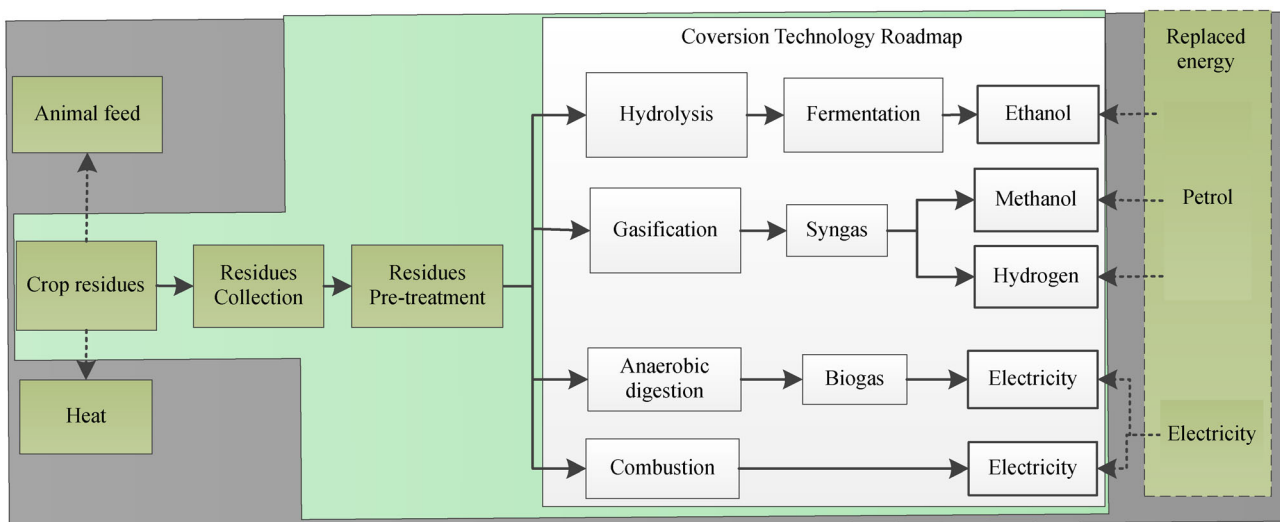 Coversion Technology Roadmap
Replaced
energy
Animal feed
Hydrolysis
Fermentation
Ethanol
Gasification
Syngas
Methanol
Petrol
Crop residues
Residues
Collection
Residues
Pre-treatment
Hydrogen
Anaerobic
digestion
Biogas
Electricity
Heat
Electricity
Combustion
Electricity